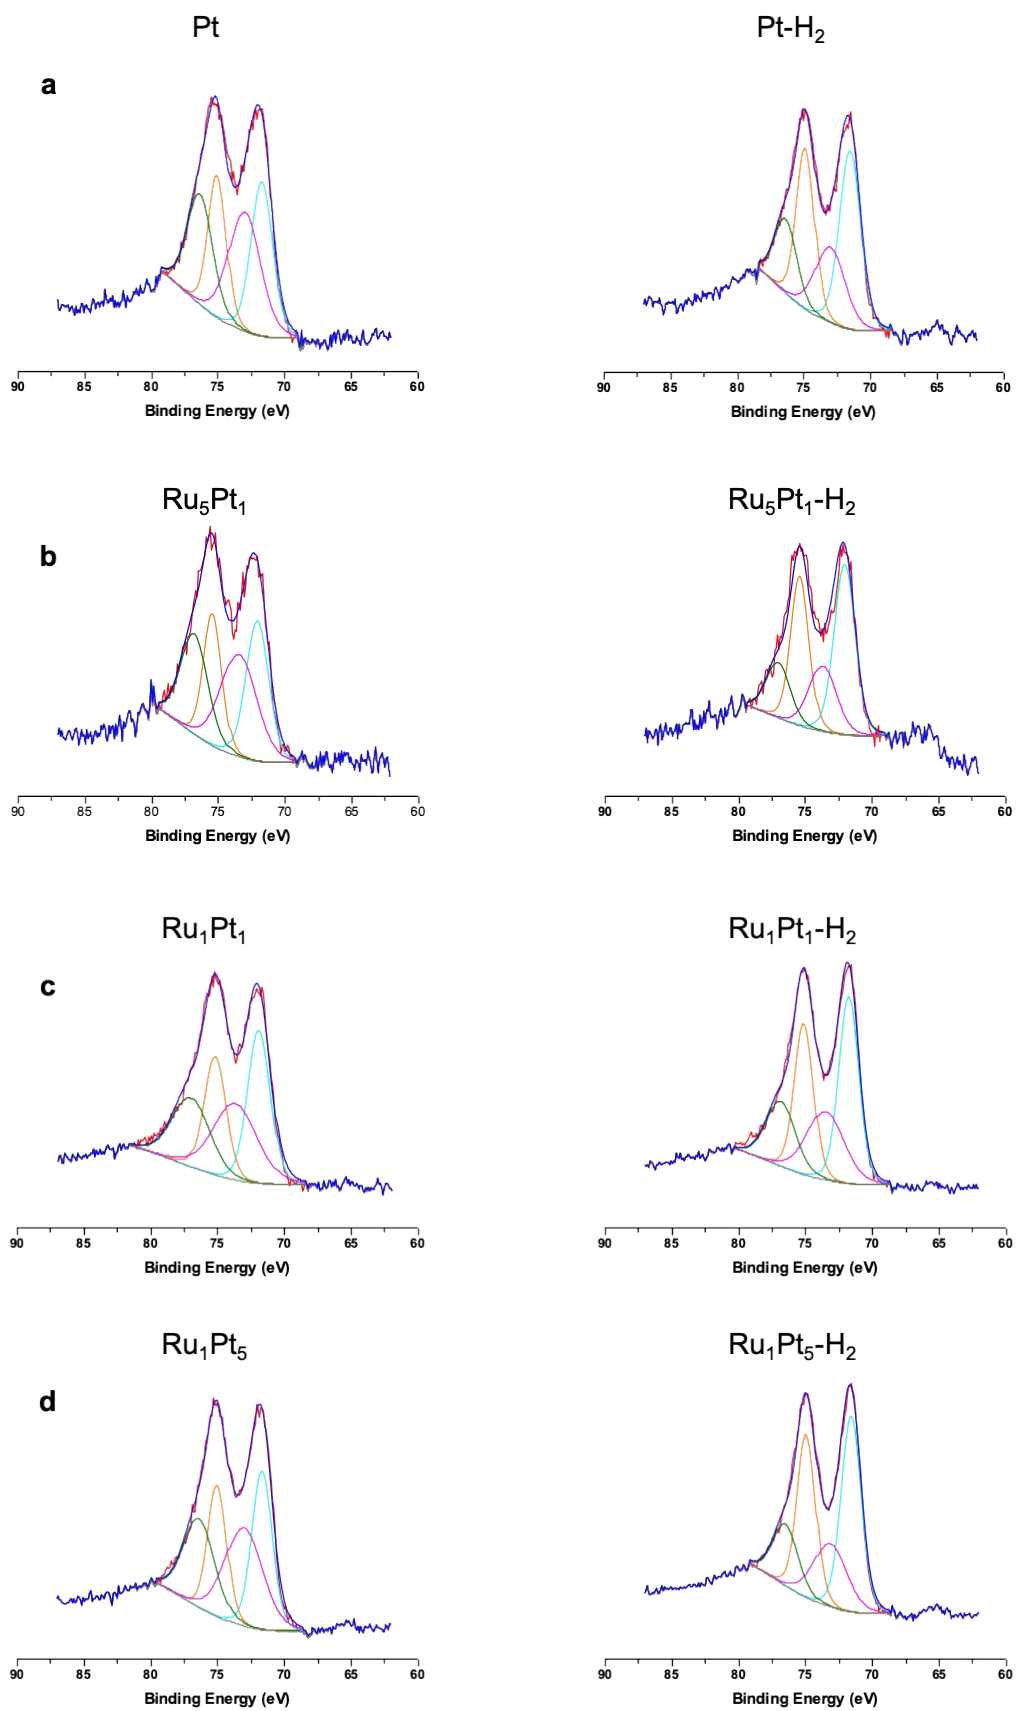 Pt Pt-H₂
a
90 85 80 75 70 65 60 90 85 80 75 70 65 60
Binding Energy (eV) Binding Energy (eV)
Ru₅Pt₁ Ru₅Pt₁-H₂
b
90 85 80 75 70 65 60 90 85 80 75 70 65 60
Binding Energy (eV) Binding Energy (eV)
Ru₁Pt₁ Ru₁Pt₁-H₂
c
90 85 80 75 70 65 60 90 85 80 75 70 65 60
Binding Energy (eV) Binding Energy (eV)
Ru₁Pt₅ Ru₁Pt₅-H₂
d
90 85 80 75 70 65 60 90 85 80 75 70 65 60
Binding Energy (eV) Binding Energy (eV)